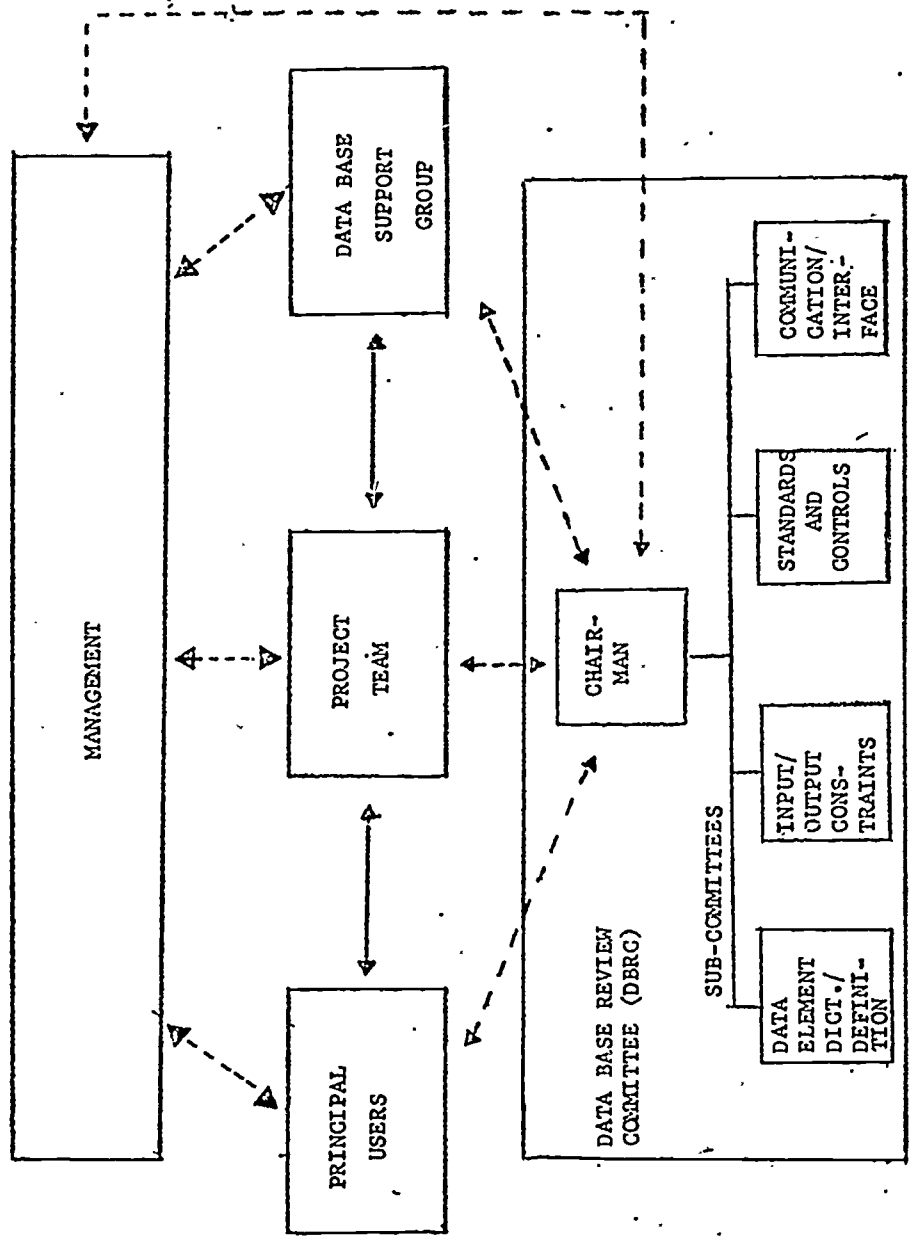 MANAGEMENT
PRINCIPAL
USERS
PROJECT
TEAM
DATA BASE
SUPPORT
GROUP
DATA BASE REVIEW
COMMITTEE (DBRC)
CHAIR-
MAN
SUB-COMMITTEES
DATA
ELEMENT
DICT./
DEFINI-
TION
INPUT/
OUTPUT
CONS-
TRAINTS
STANDARDS
AND
CONTROLS
COMMUNI-
CATION/
INTER-
FACE